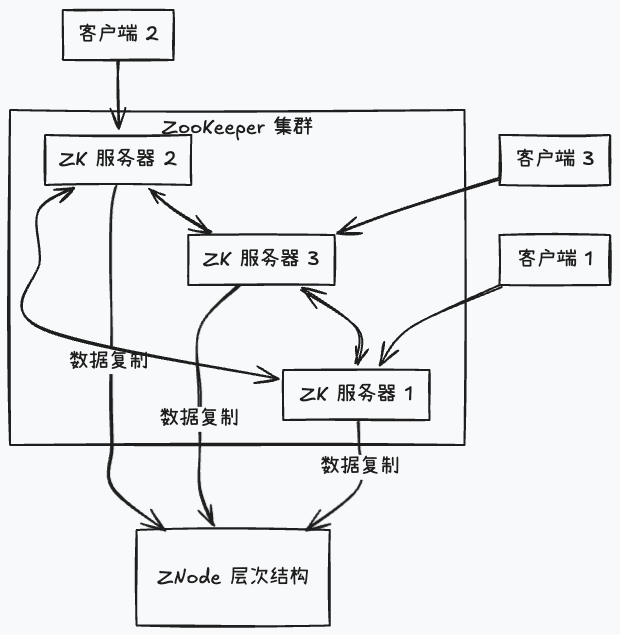 客户端 2
ZooKeeper 集群
ZK 服务器 2
客户端 3
ZK 服务器 3
客户端 1
数据复制
ZK 服务器 1
数据复制
数据复制
ZNode 层次结构